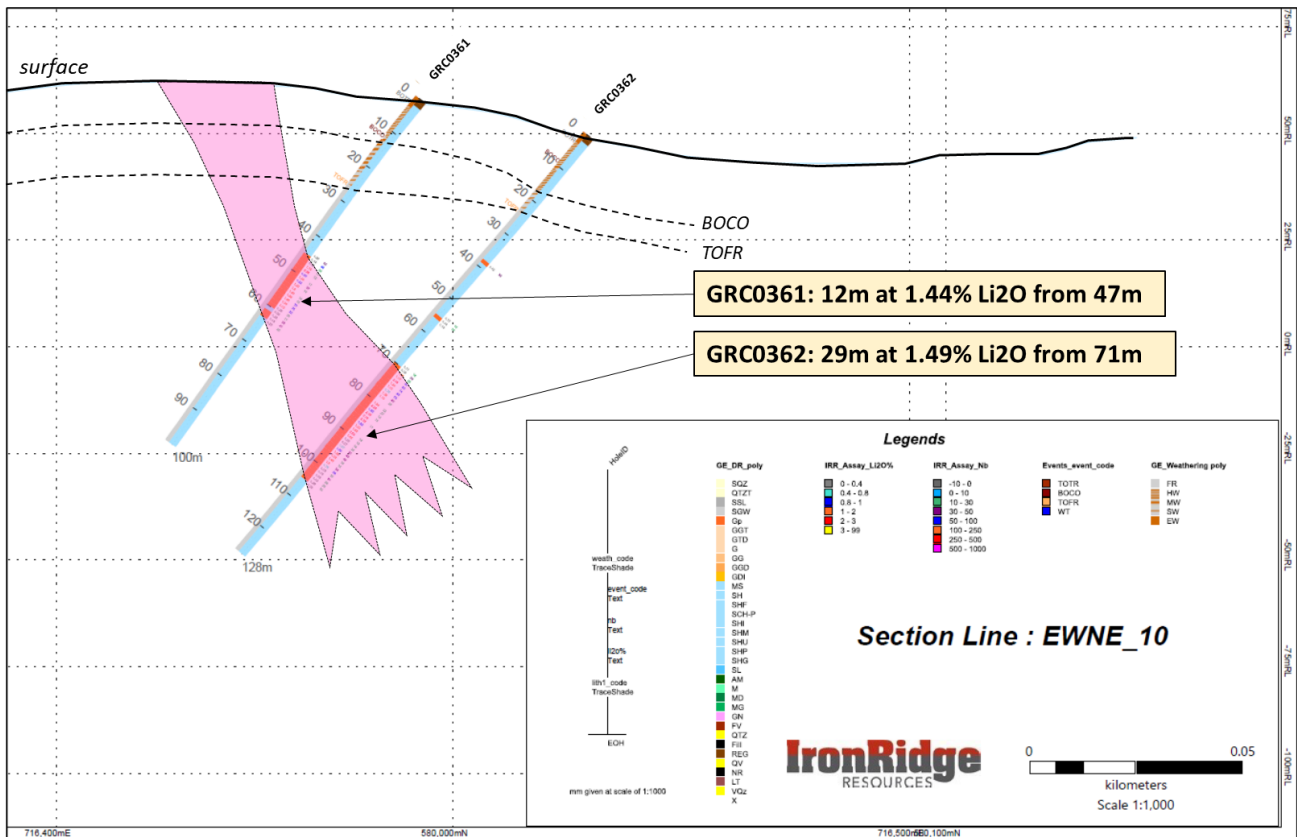 75mRL
surface
GRC0361
0
10
BOCO
20
TOFR
30
40
50
60
70
80
90
100m
GRC0362
0
10
BOCO
20
TOFR
30
40
50
60
70
80
90
100
110
120
128m
50mRL
BOCO
25mRL
TOFR
GRC0361: 12m at 1.44% Li2O from 47m
0mRL
GRC0362: 29m at 1.49% Li2O from 71m
-25mRL
-50mRL
-75mRL
-100mRL
Legends
HoleID
weath_code
TraceShade
event_code
Text
nb
Text
li2o%
Text
lith1_code
TraceShade
EOH
mm given at scale of 1:1000
GE_DR_poly
SQZ
QTZT
SSL
SGW
Gp
GGT
GTD
G
GG
GGD
GDI
MS
SH
SHF
SCH-P
SHI
SHM
SHU
SHP
SHG
SL
AM
M
MD
MG
GN
FV
QTZ
Fill
REG
QV
NR
LT
VQz
X
IRR_Assay_Li2O%
0 - 0.4
0.4 - 0.8
0.8 - 1
1 - 2
2 - 3
3 - 99
IRR_Assay_Nb
-10 - 0
0 - 10
10 - 30
30 - 50
50 - 100
100 - 250
250 - 500
500 - 1000
Events_event_code
TOTR
BOCO
TOFR
WT
GE_Weathering poly
FR
HW
MW
SW
EW
Section Line : EWNE_10
IronRidge
RESOURCES
0 0.05
kilometers
Scale 1:1,000
716,400mE
580,000mN